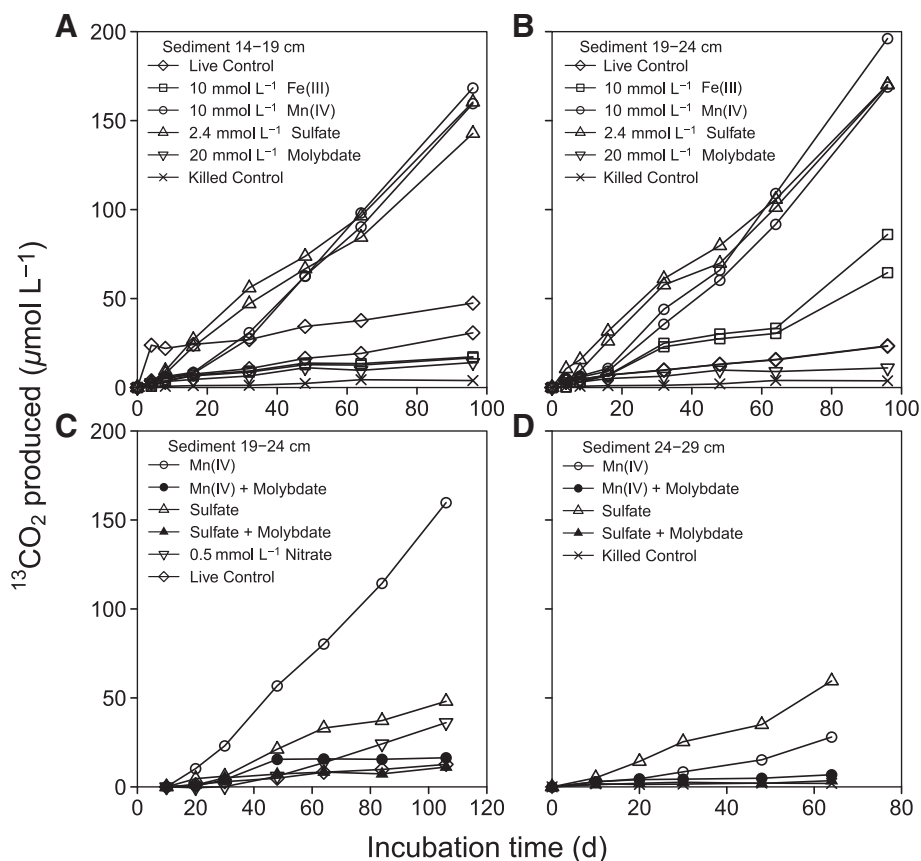 A
Sediment 14–19 cm
Live Control
10 mmol L⁻¹ Fe(III)
10 mmol L⁻¹ Mn(IV)
2.4 mmol L⁻¹ Sulfate
20 mmol L⁻¹ Molybdate
Killed Control
200
150
100
50
0
0 20 40 60 80 100
B
Sediment 19–24 cm
Live Control
10 mmol L⁻¹ Fe(III)
10 mmol L⁻¹ Mn(IV)
2.4 mmol L⁻¹ Sulfate
20 mmol L⁻¹ Molybdate
Killed Control
0 20 40 60 80 100
C
Sediment 19–24 cm
Mn(IV)
Mn(IV) + Molybdate
Sulfate
Sulfate + Molybdate
0.5 mmol L⁻¹ Nitrate
Live Control
200
150
100
50
0
0 20 40 60 80 100 120
D
Sediment 24–29 cm
Mn(IV)
Mn(IV) + Molybdate
Sulfate
Sulfate + Molybdate
Killed Control
0 20 40 60 80
¹³CO₂ produced (µmol L⁻¹)
Incubation time (d)